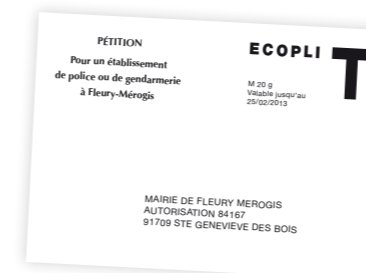 PÉTITION
Pour un établissement
de police ou de gendarmerie
à Fleury-Mérogis
ECOPLI
T
M 20 g
Valable jusqu'au
25/02/2013
MAIRIE DE FLEURY MEROGIS
AUTORISATION 84167
91709 STE GENEVIEVE DES BOIS